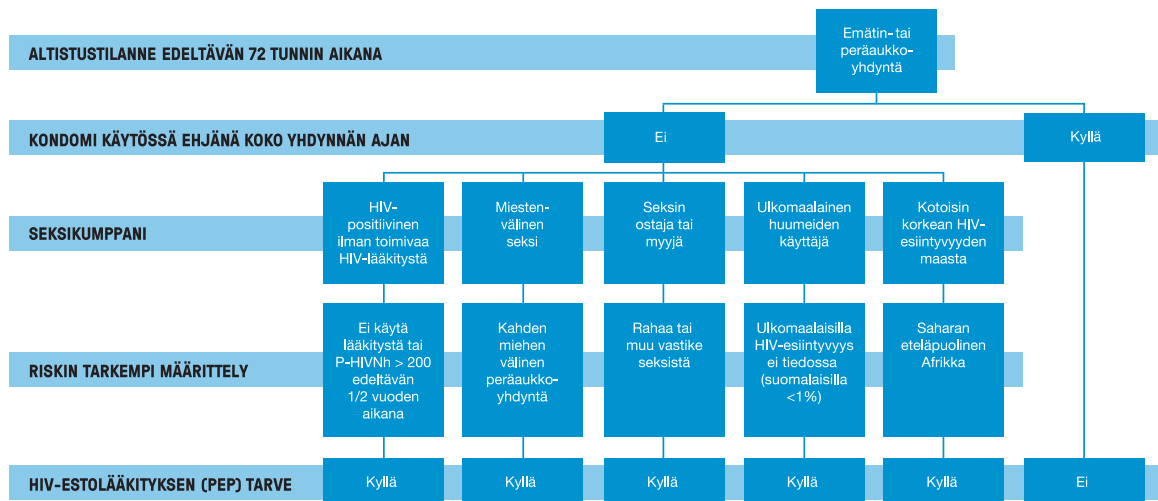 ALTISTUSTILANNE EDELTÄVÄN 72 TUNNIN AIKANA
Emätin- tai
peräaukko-
yhdyntä
KONDOMI KÄYTÖSSÄ EHJÄNÄ KOKO YHDYNNÄN AJAN
Ei
Kyllä
SEKSIKUMPPANI
HIV-
positiivinen
ilman toimivaa
HIV-lääkitystä
Miesten-
välinen
seksi
Seksin
ostaja tai
myyjä
Ulkomaalainen
huumeiden
käyttäjä
Kotoisin
korkean HIV-
esiintyvyyden
maasta
RISKIN TARKEMPI MÄÄRITTELY
Ei käytä
lääkitystä tai
P-HIVNh > 200
edeltävän
1/2 vuoden
aikana
Kahden
miehen
välinen
peräaukko-
yhdyntä
Rahaa tai
muu vastike
seksistä
Ulkomaalaisilla
HIV-esiintyvyys
ei tiedossa
(suomalaisilla
<1%)
Saharan
eteläpuolinen
Afrikka
HIV-ESTOLÄÄKITYKSEN (PEP) TARVE
Kyllä
Kyllä
Kyllä
Kyllä
Kyllä
Ei